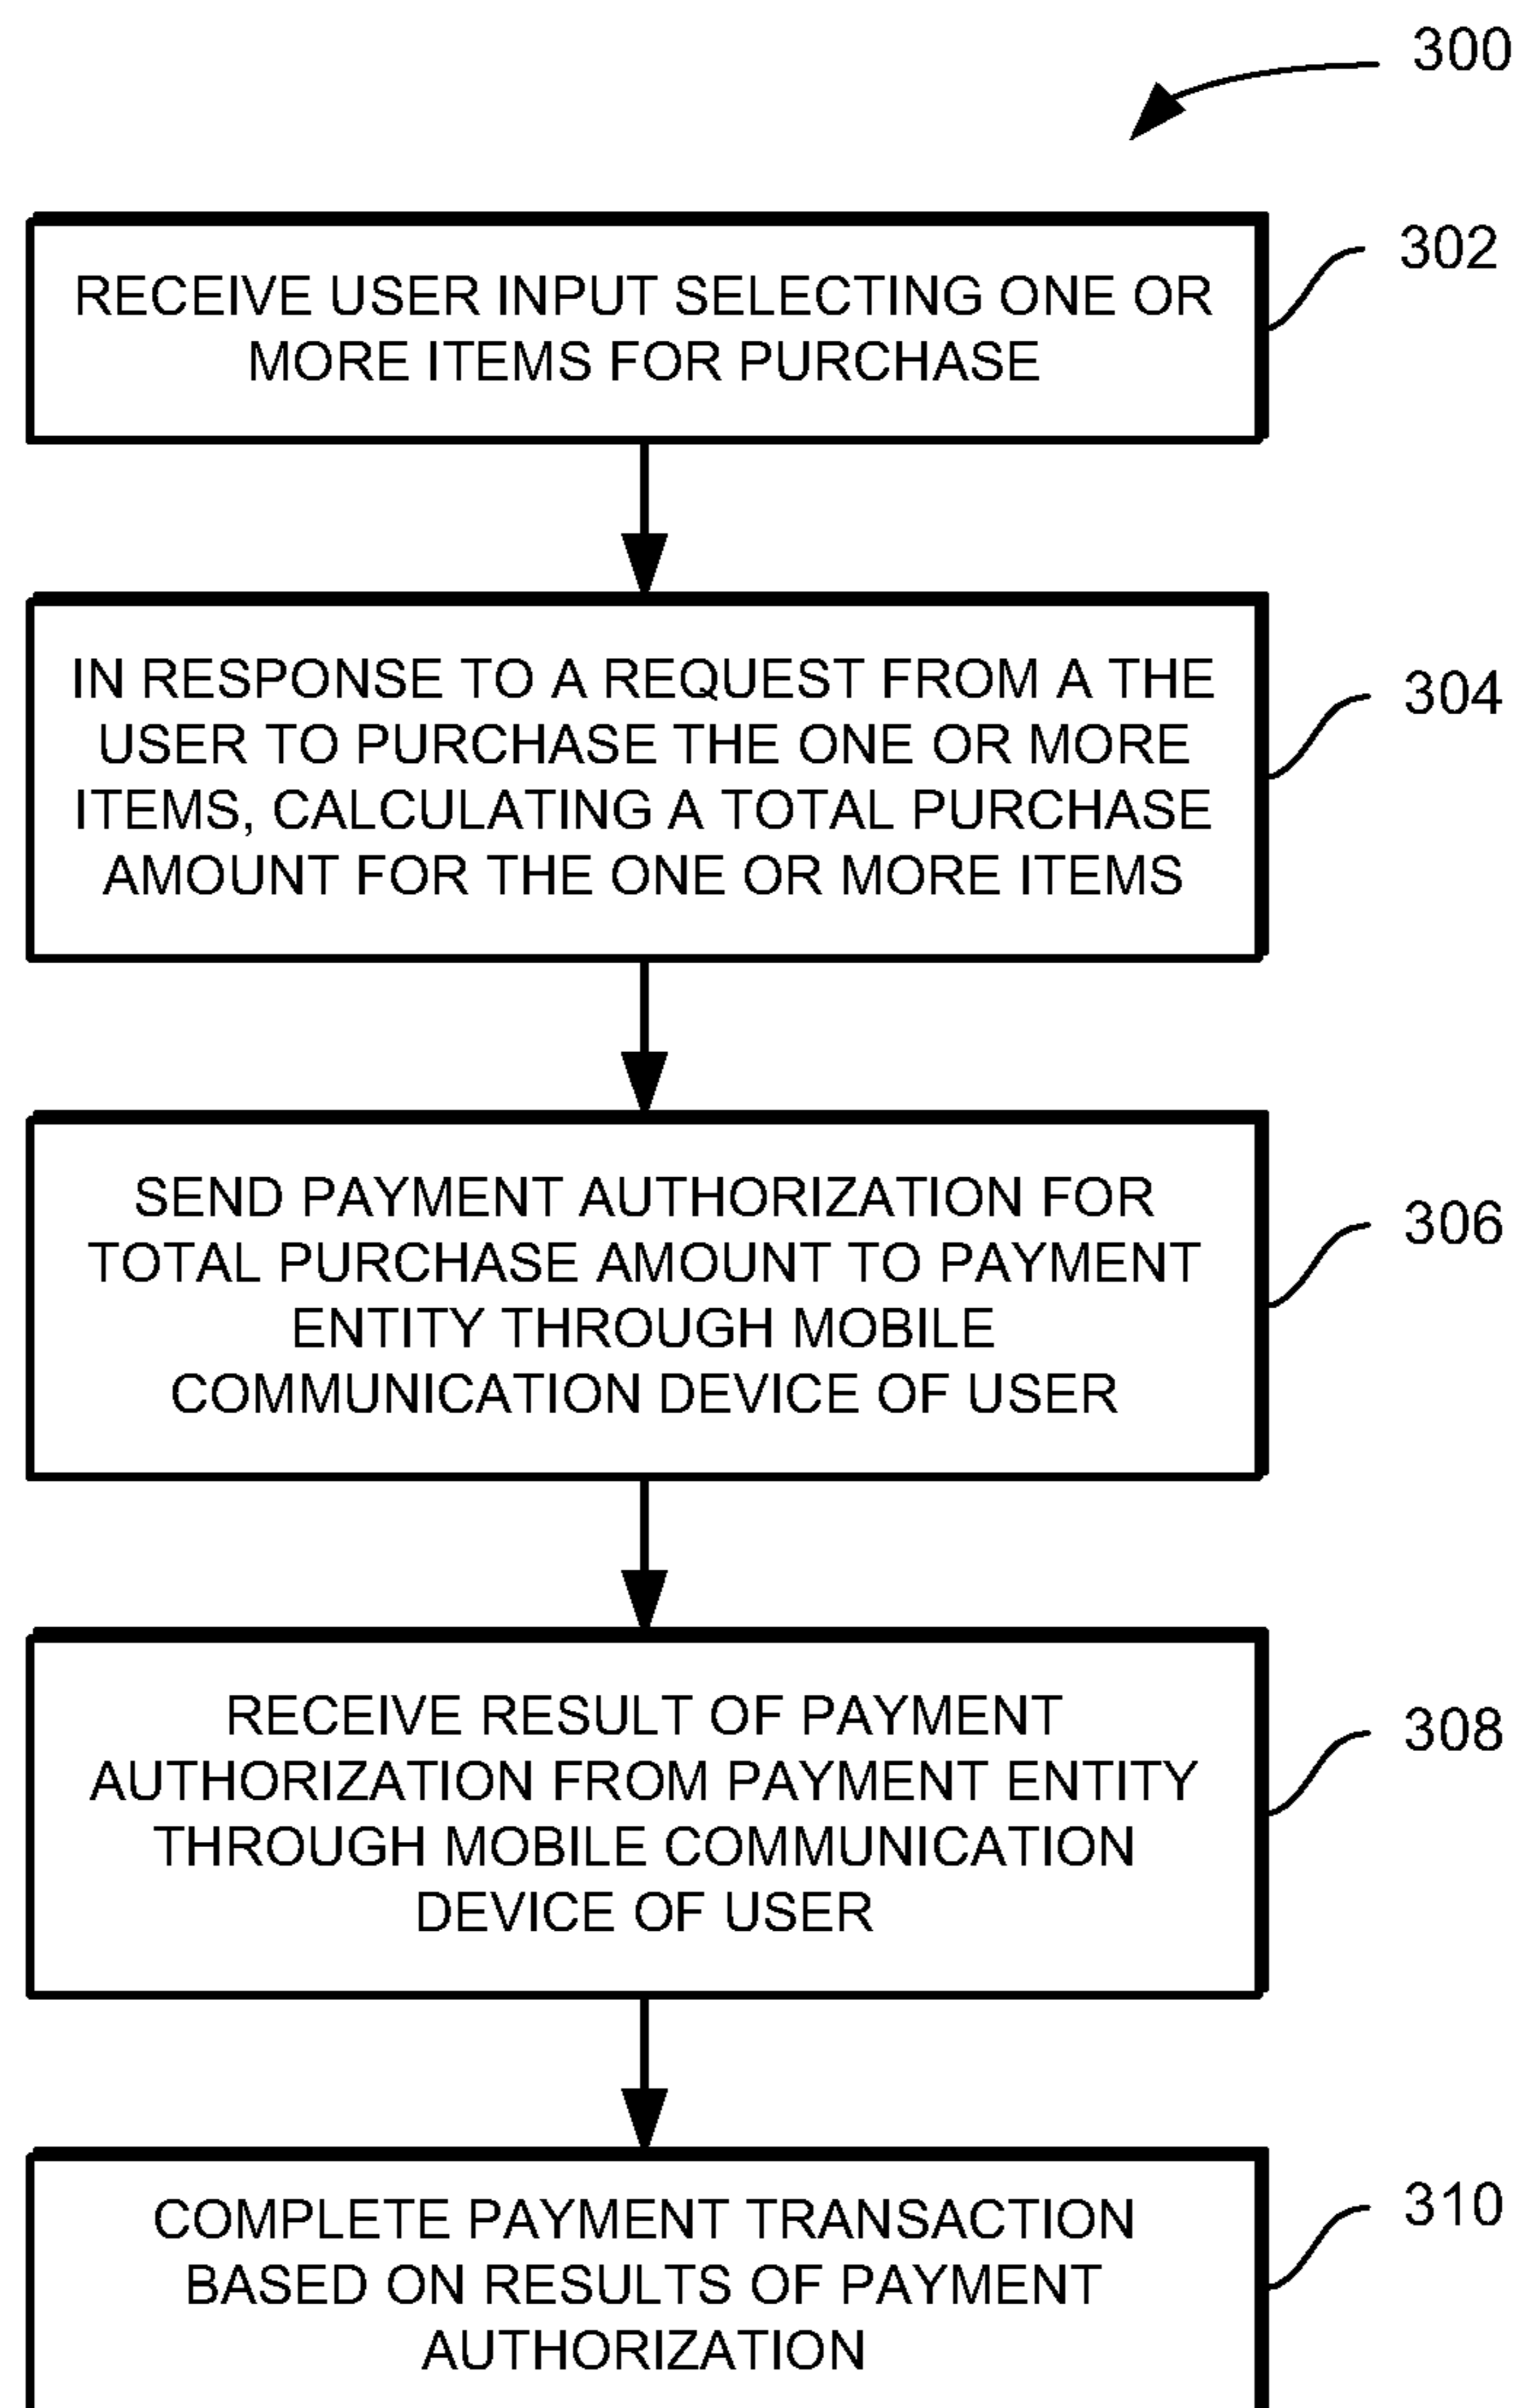 300
RECEIVE USER INPUT SELECTING ONE OR
MORE ITEMS FOR PURCHASE
302
IN RESPONSE TO A REQUEST FROM A THE
USER TO PURCHASE THE ONE OR MORE
ITEMS, CALCULATING A TOTAL PURCHASE
AMOUNT FOR THE ONE OR MORE ITEMS
304
SEND PAYMENT AUTHORIZATION FOR
TOTAL PURCHASE AMOUNT TO PAYMENT
ENTITY THROUGH MOBILE
COMMUNICATION DEVICE OF USER
306
RECEIVE RESULT OF PAYMENT
AUTHORIZATION FROM PAYMENT ENTITY
THROUGH MOBILE COMMUNICATION
DEVICE OF USER
308
COMPLETE PAYMENT TRANSACTION
BASED ON RESULTS OF PAYMENT
AUTHORIZATION
310